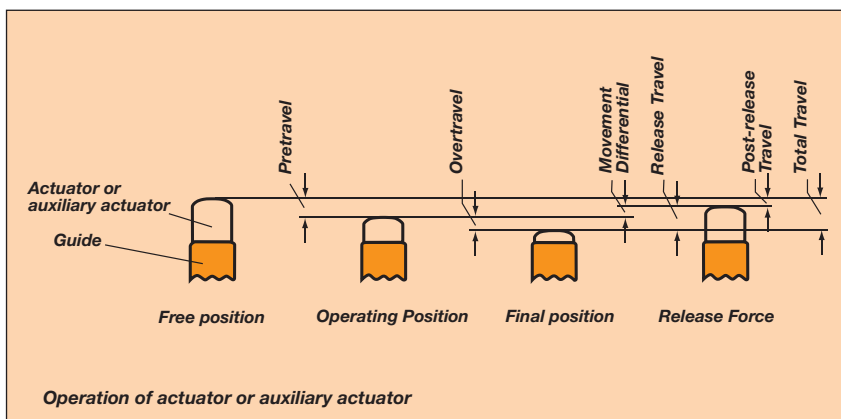 Pretravel
Overtravel
Movement
Differential
Release Travel
Post-release
Travel
Total Travel
Actuator or
auxiliary actuator
Guide
Free position
Operating Position
Final position
Release Force
Operation of actuator or auxiliary actuator